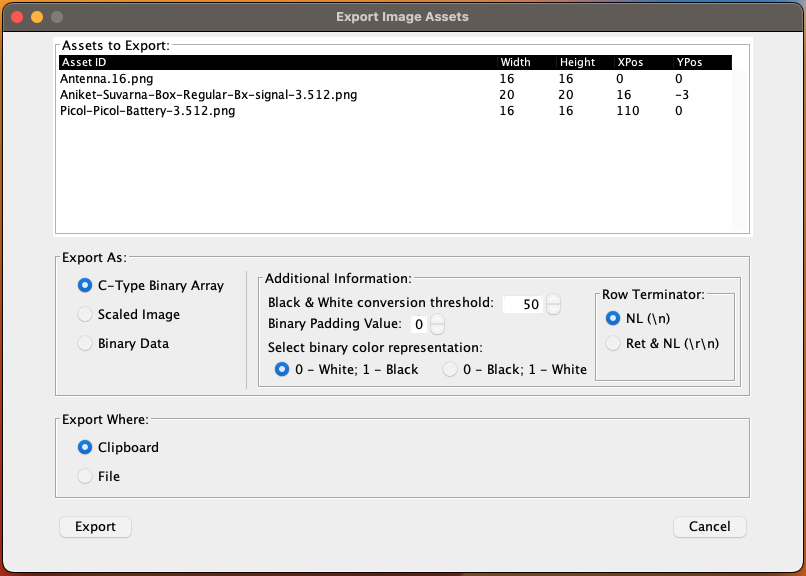 Export Image Assets
Assets to Export:
Asset ID Width Height XPos YPos
Antenna.16.png 16 16 0 0
Aniket-Suvarna-Box-Regular-Bx-signal-3.512.png 20 20 16 -3
Picol-Picol-Battery-3.512.png 16 16 110 0
Export As:
C-Type Binary Array
Scaled Image
Binary Data
Additional Information:
Black & White conversion threshold: 50
Binary Padding Value: 0
Select binary color representation:
0 - White; 1 - Black 0 - Black; 1 - White
Row Terminator:
NL (\n)
Ret & NL (\r\n)
Export Where:
Clipboard
File
Export Cancel